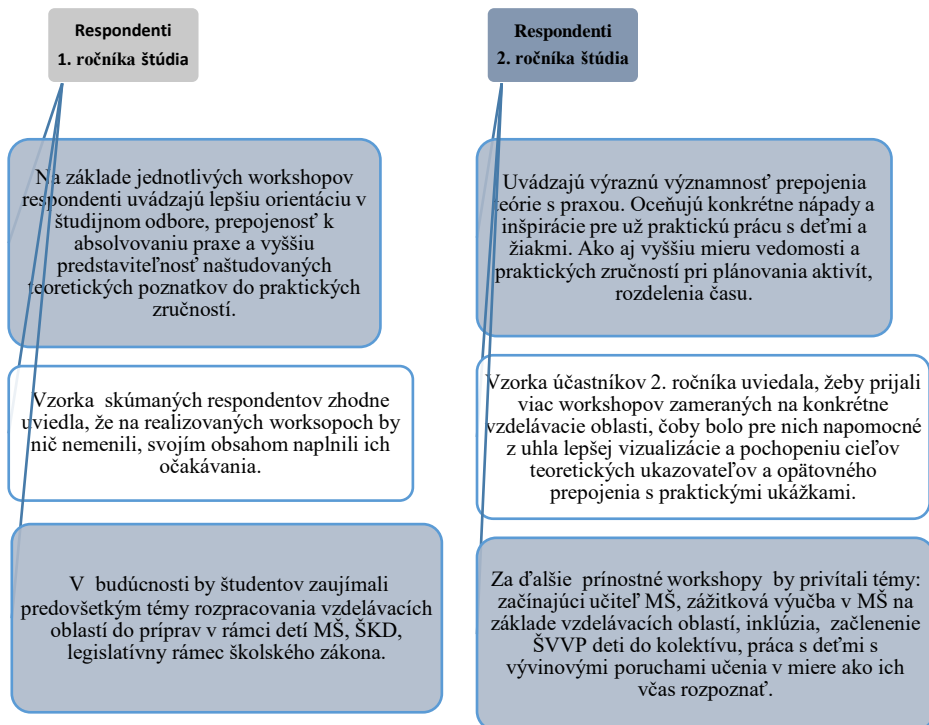 Respondenti
1. ročníka štúdia
Na základe jednotlivých workshopov
respondenti uvádzajú lepšiu orientáciu v
študijnom odbore, prepojenosť k
absolvovaniu praxe a vyššiu
predstaviteľnosť naštudovaných
teoretických poznatkov do praktických
zručností.
Vzorka skúmaných respondentov zhodne
uviedla, že na realizovaných worksopoch by
nič nemenili, svojím obsahom naplnili ich
očakávania.
V budúcnosti by študentov zaujímali
predovšetkým témy rozpracovania vzdelávacích
oblastí do príprav v rámci detí MŠ, ŠKD,
legislatívny rámec školského zákona.
Respondenti
2. ročníka štúdia
Uvádzajú výraznú významnosť prepojenia
teórie s praxou. Oceňujú konkrétne nápady a
inšpirácie pre už praktickú prácu s deťmi a
žiakmi. Ako aj vyššiu mieru vedomosti a
praktických zručností pri plánovania aktivít,
rozdelenia času.
Vzorka účastníkov 2. ročníka uviedala, žeby prijali
viac workshopov zameraných na konkrétne
vzdelávacie oblasti, čoby bolo pre nich napomocné
z uhla lepšej vizualizácie a pochopeniu cieľov
teoretických ukazovateľov a opätovného
prepojenia s praktickými ukážkami.
Za ďalšie prínostné workshopy by privítali témy:
začínajúci učiteľ MŠ, zážitková výučba v MŠ na
základe vzdelávacích oblastí, inklúzia, začlenenie
ŠVVP deti do kolektívu, práca s deťmi s
vývinovými poruchami učenia v miere ako ich
včas rozpoznať.